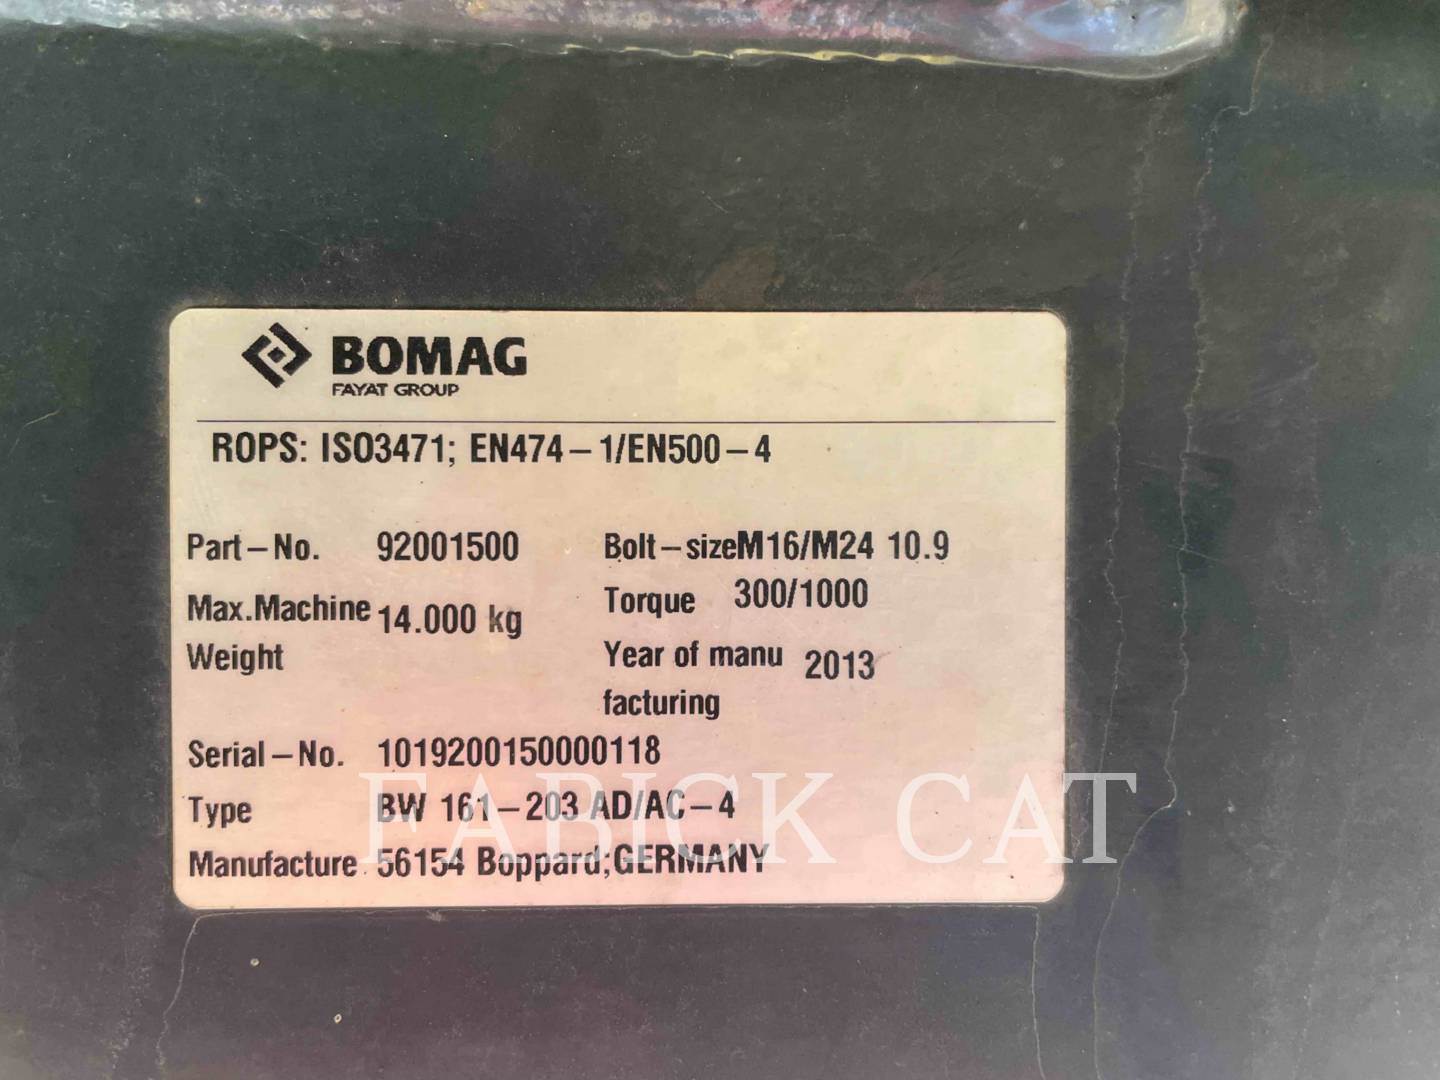 BOMAG
FAYAT GROUP
ROPS: ISO3471; EN474-1/EN500-4
Part-No. 92001500 Bolt-sizeM16/M24 10.9
Max.Machine Weight 14.000 kg Torque 300/1000
Year of manu facturing 2013
Serial-No. 1019200150000118
Type BW 161-203 AD/AC-4
Manufacture 56154 Boppard;GERMANY
FABICK CAT